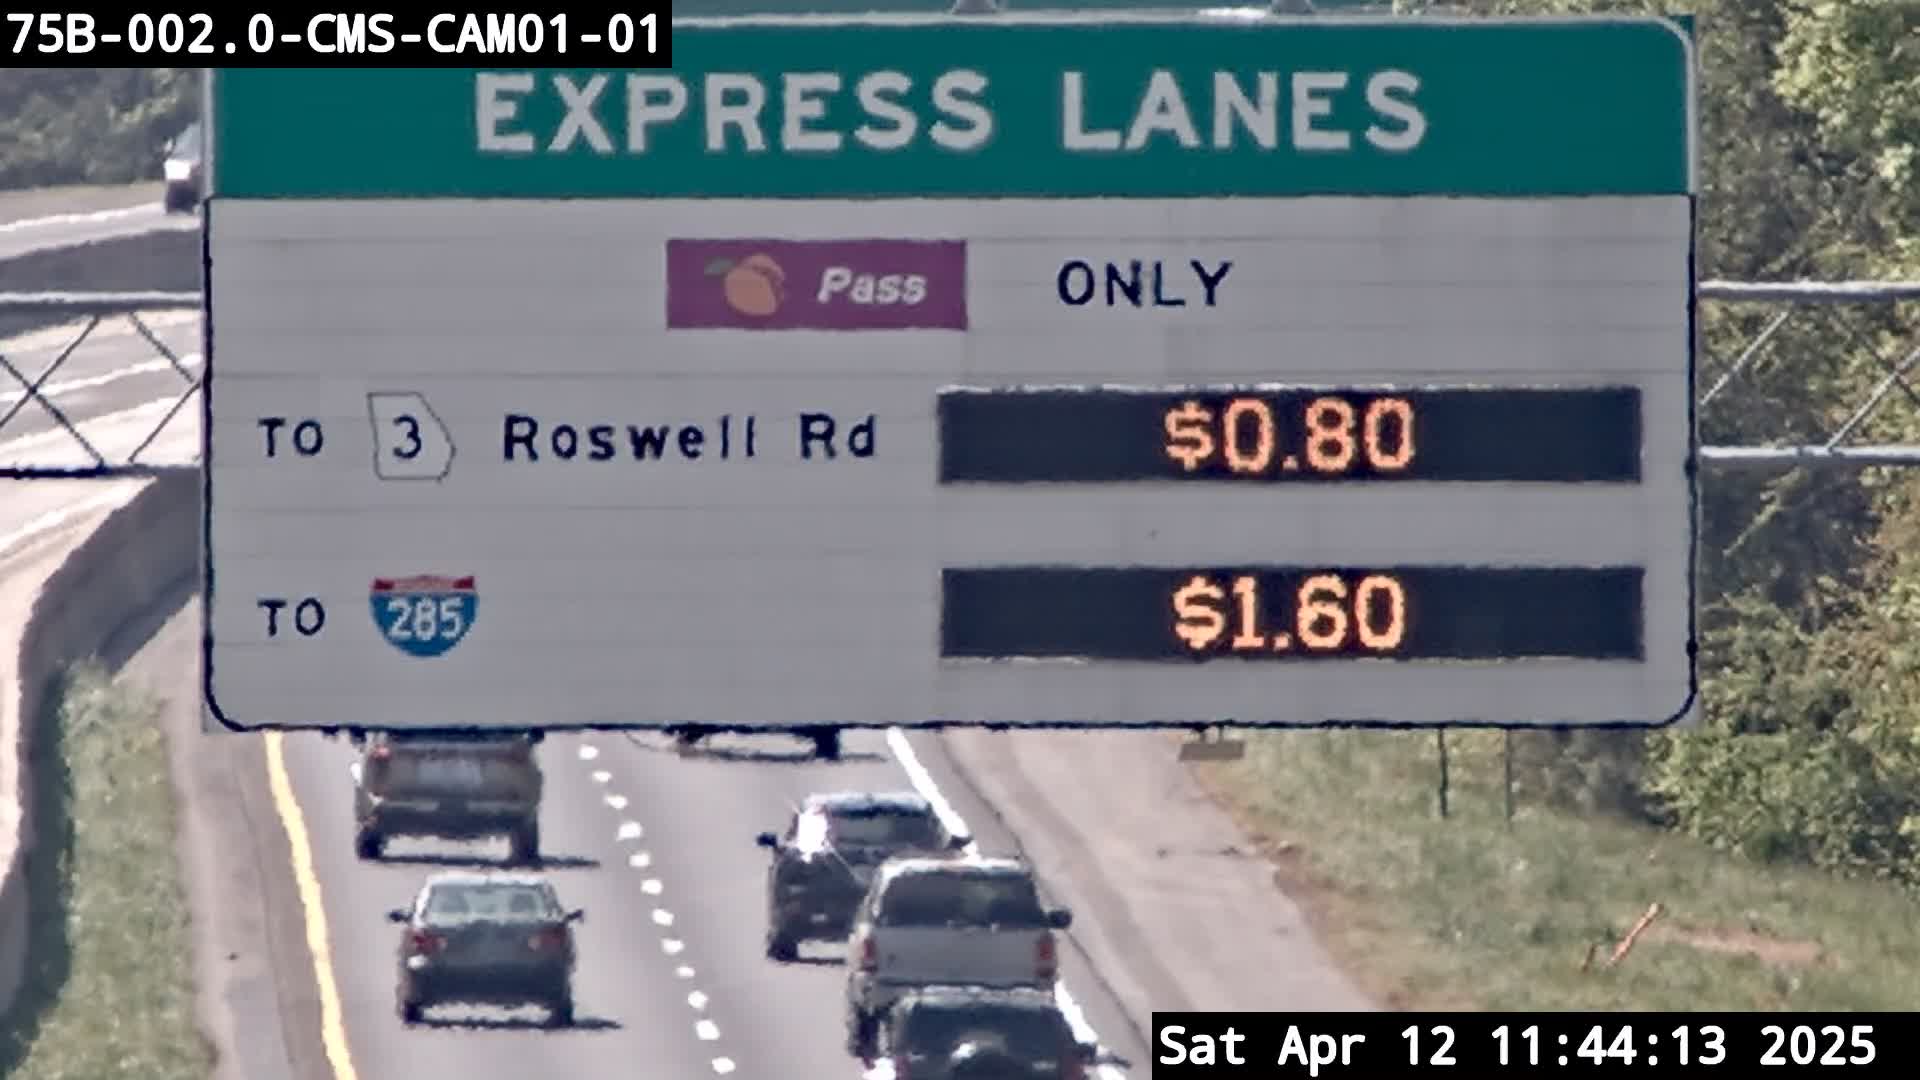 75B-002.0-CMS-CAM01-01
EXPRESS LANES
Pass ONLY
TO 3 Roswell Rd $0.80
TO 285 $1.60
Sat Apr 12 11:44:13 2025